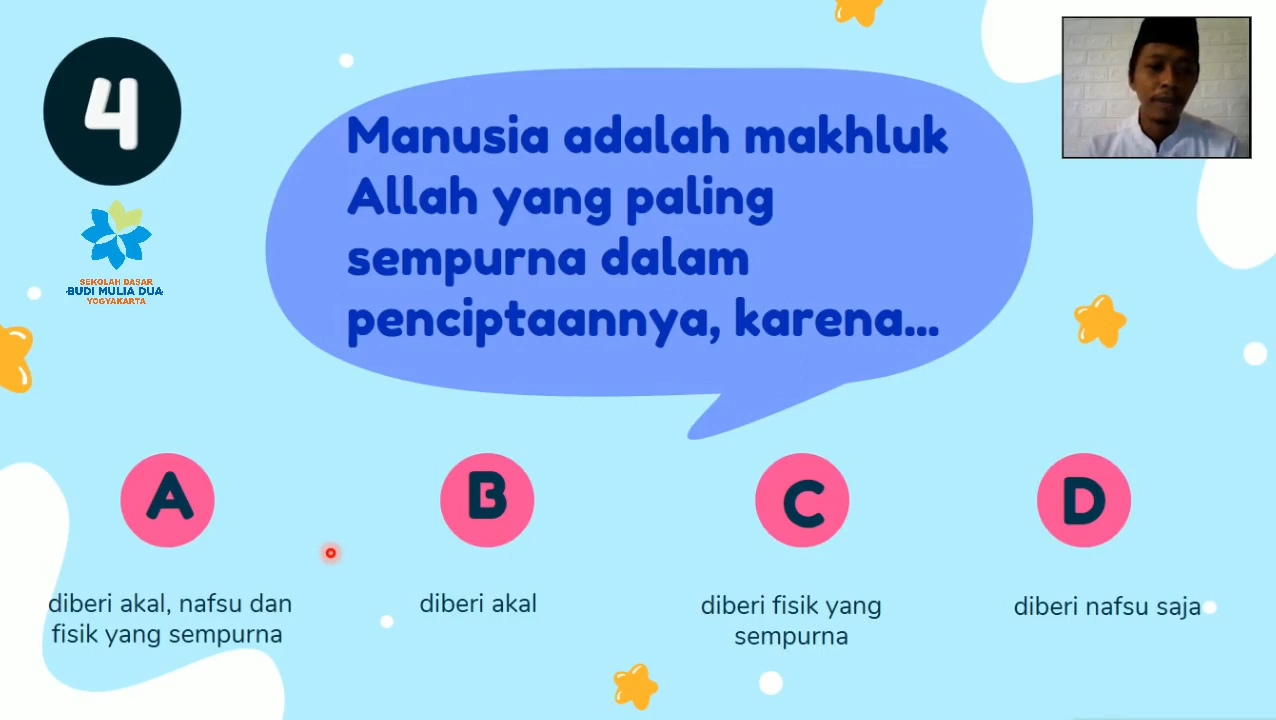 4
SEKOLAH DASAR
BUDI MULIA DUA
YOGYAKARTA
Manusia adalah makhluk
Allah yang paling
sempurna dalam
penciptaannya, karena...
A
diberi akal, nafsu dan
fisik yang sempurna
B
diberi akal
C
diberi fisik yang
sempurna
D
diberi nafsu saja